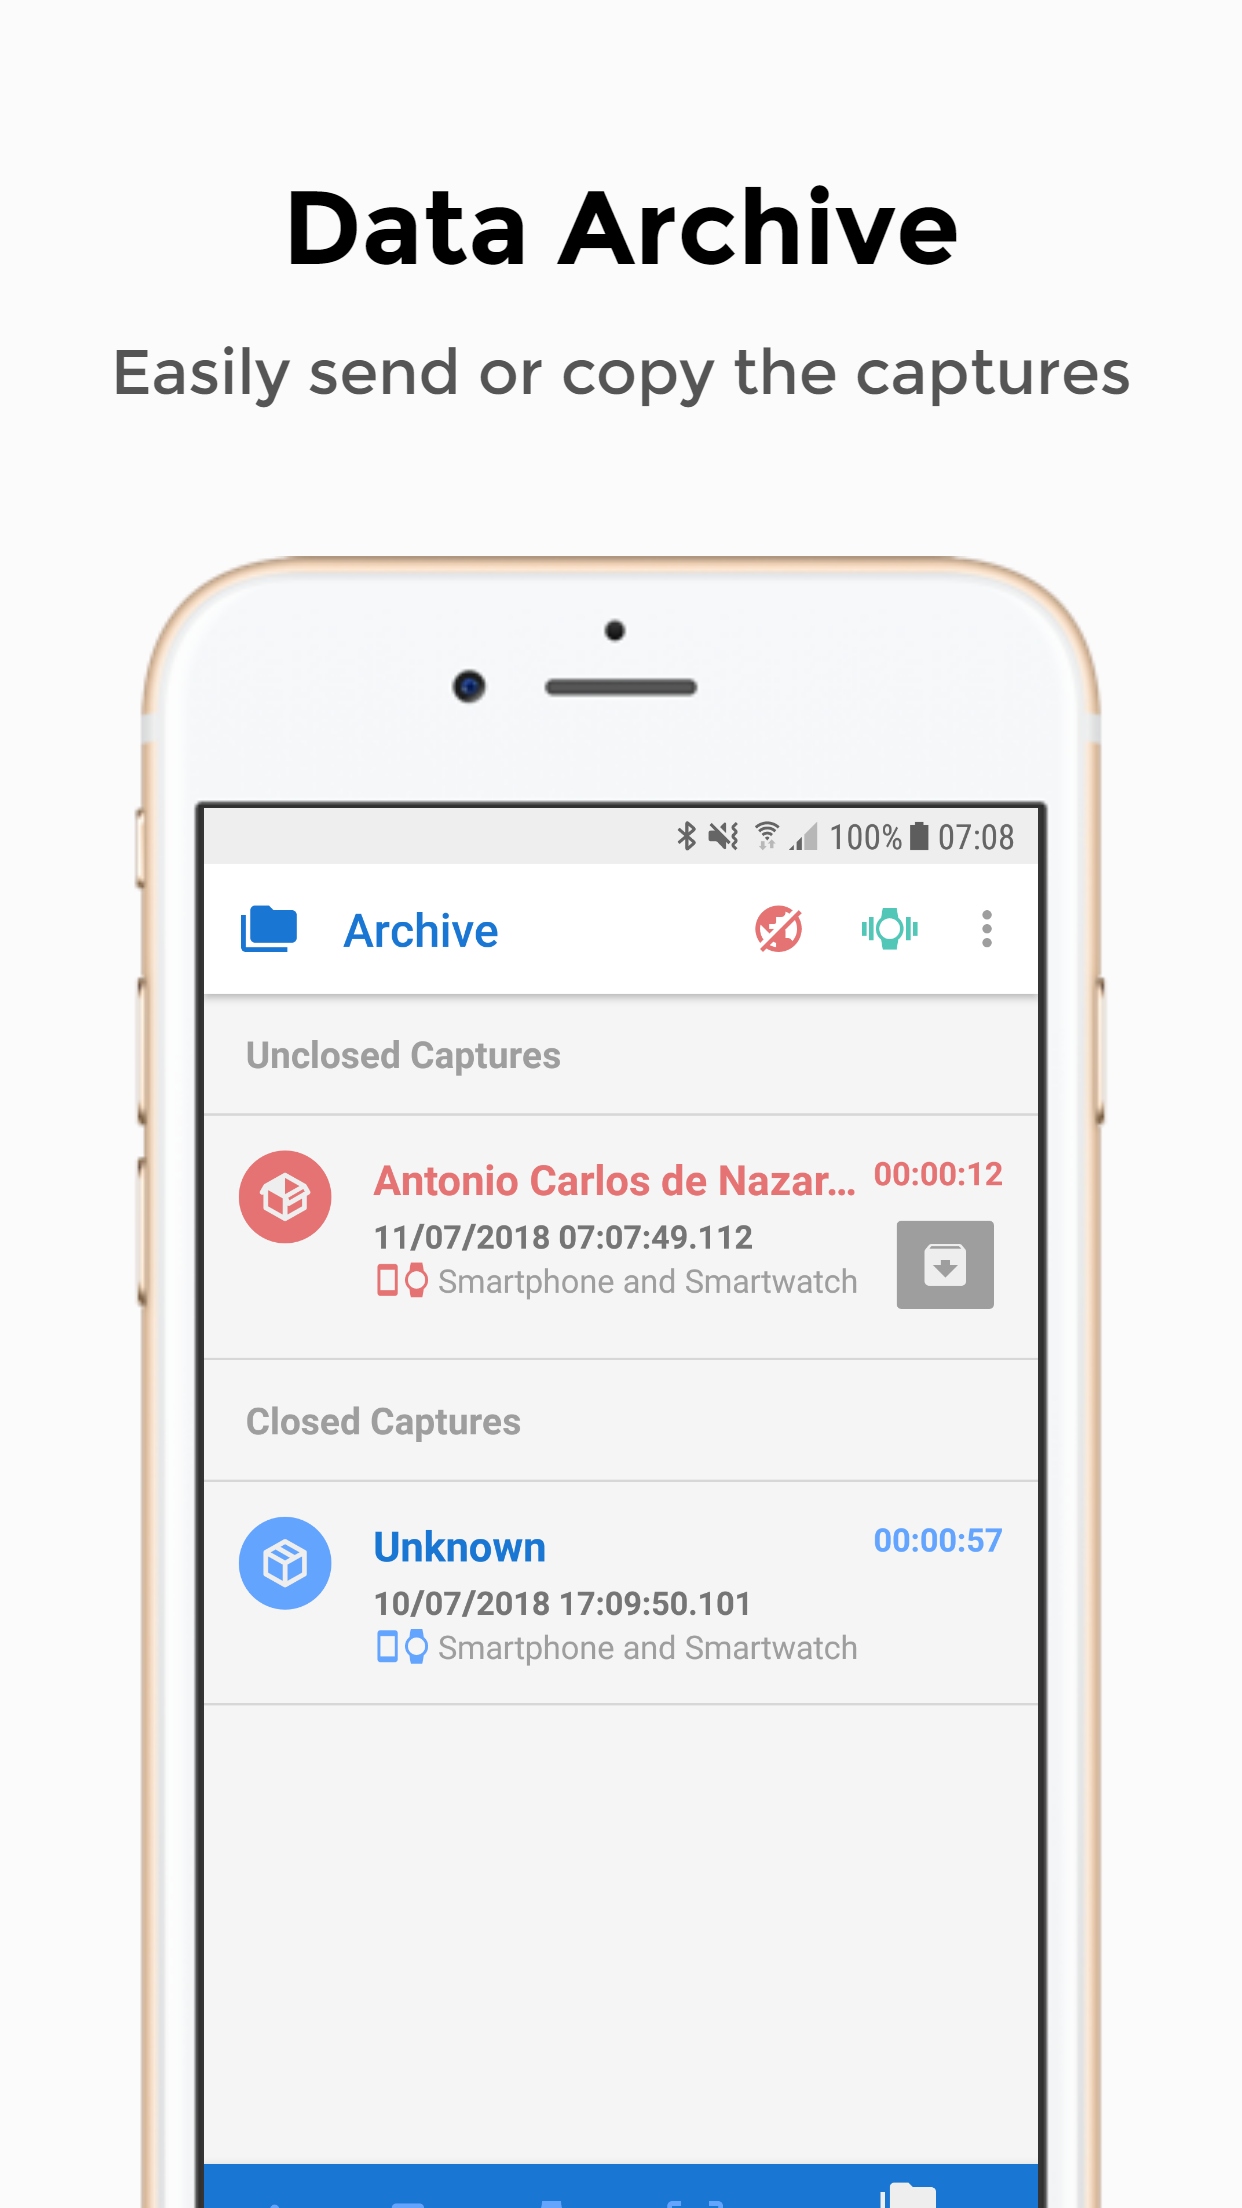 Data Archive
Easily send or copy the captures
100% 07:08
Archive
Unclosed Captures
Antonio Carlos de Nazar... 00:00:12
11/07/2018 07:07:49.112
Smartphone and Smartwatch
Closed Captures
Unknown 00:00:57
10/07/2018 17:09:50.101
Smartphone and Smartwatch